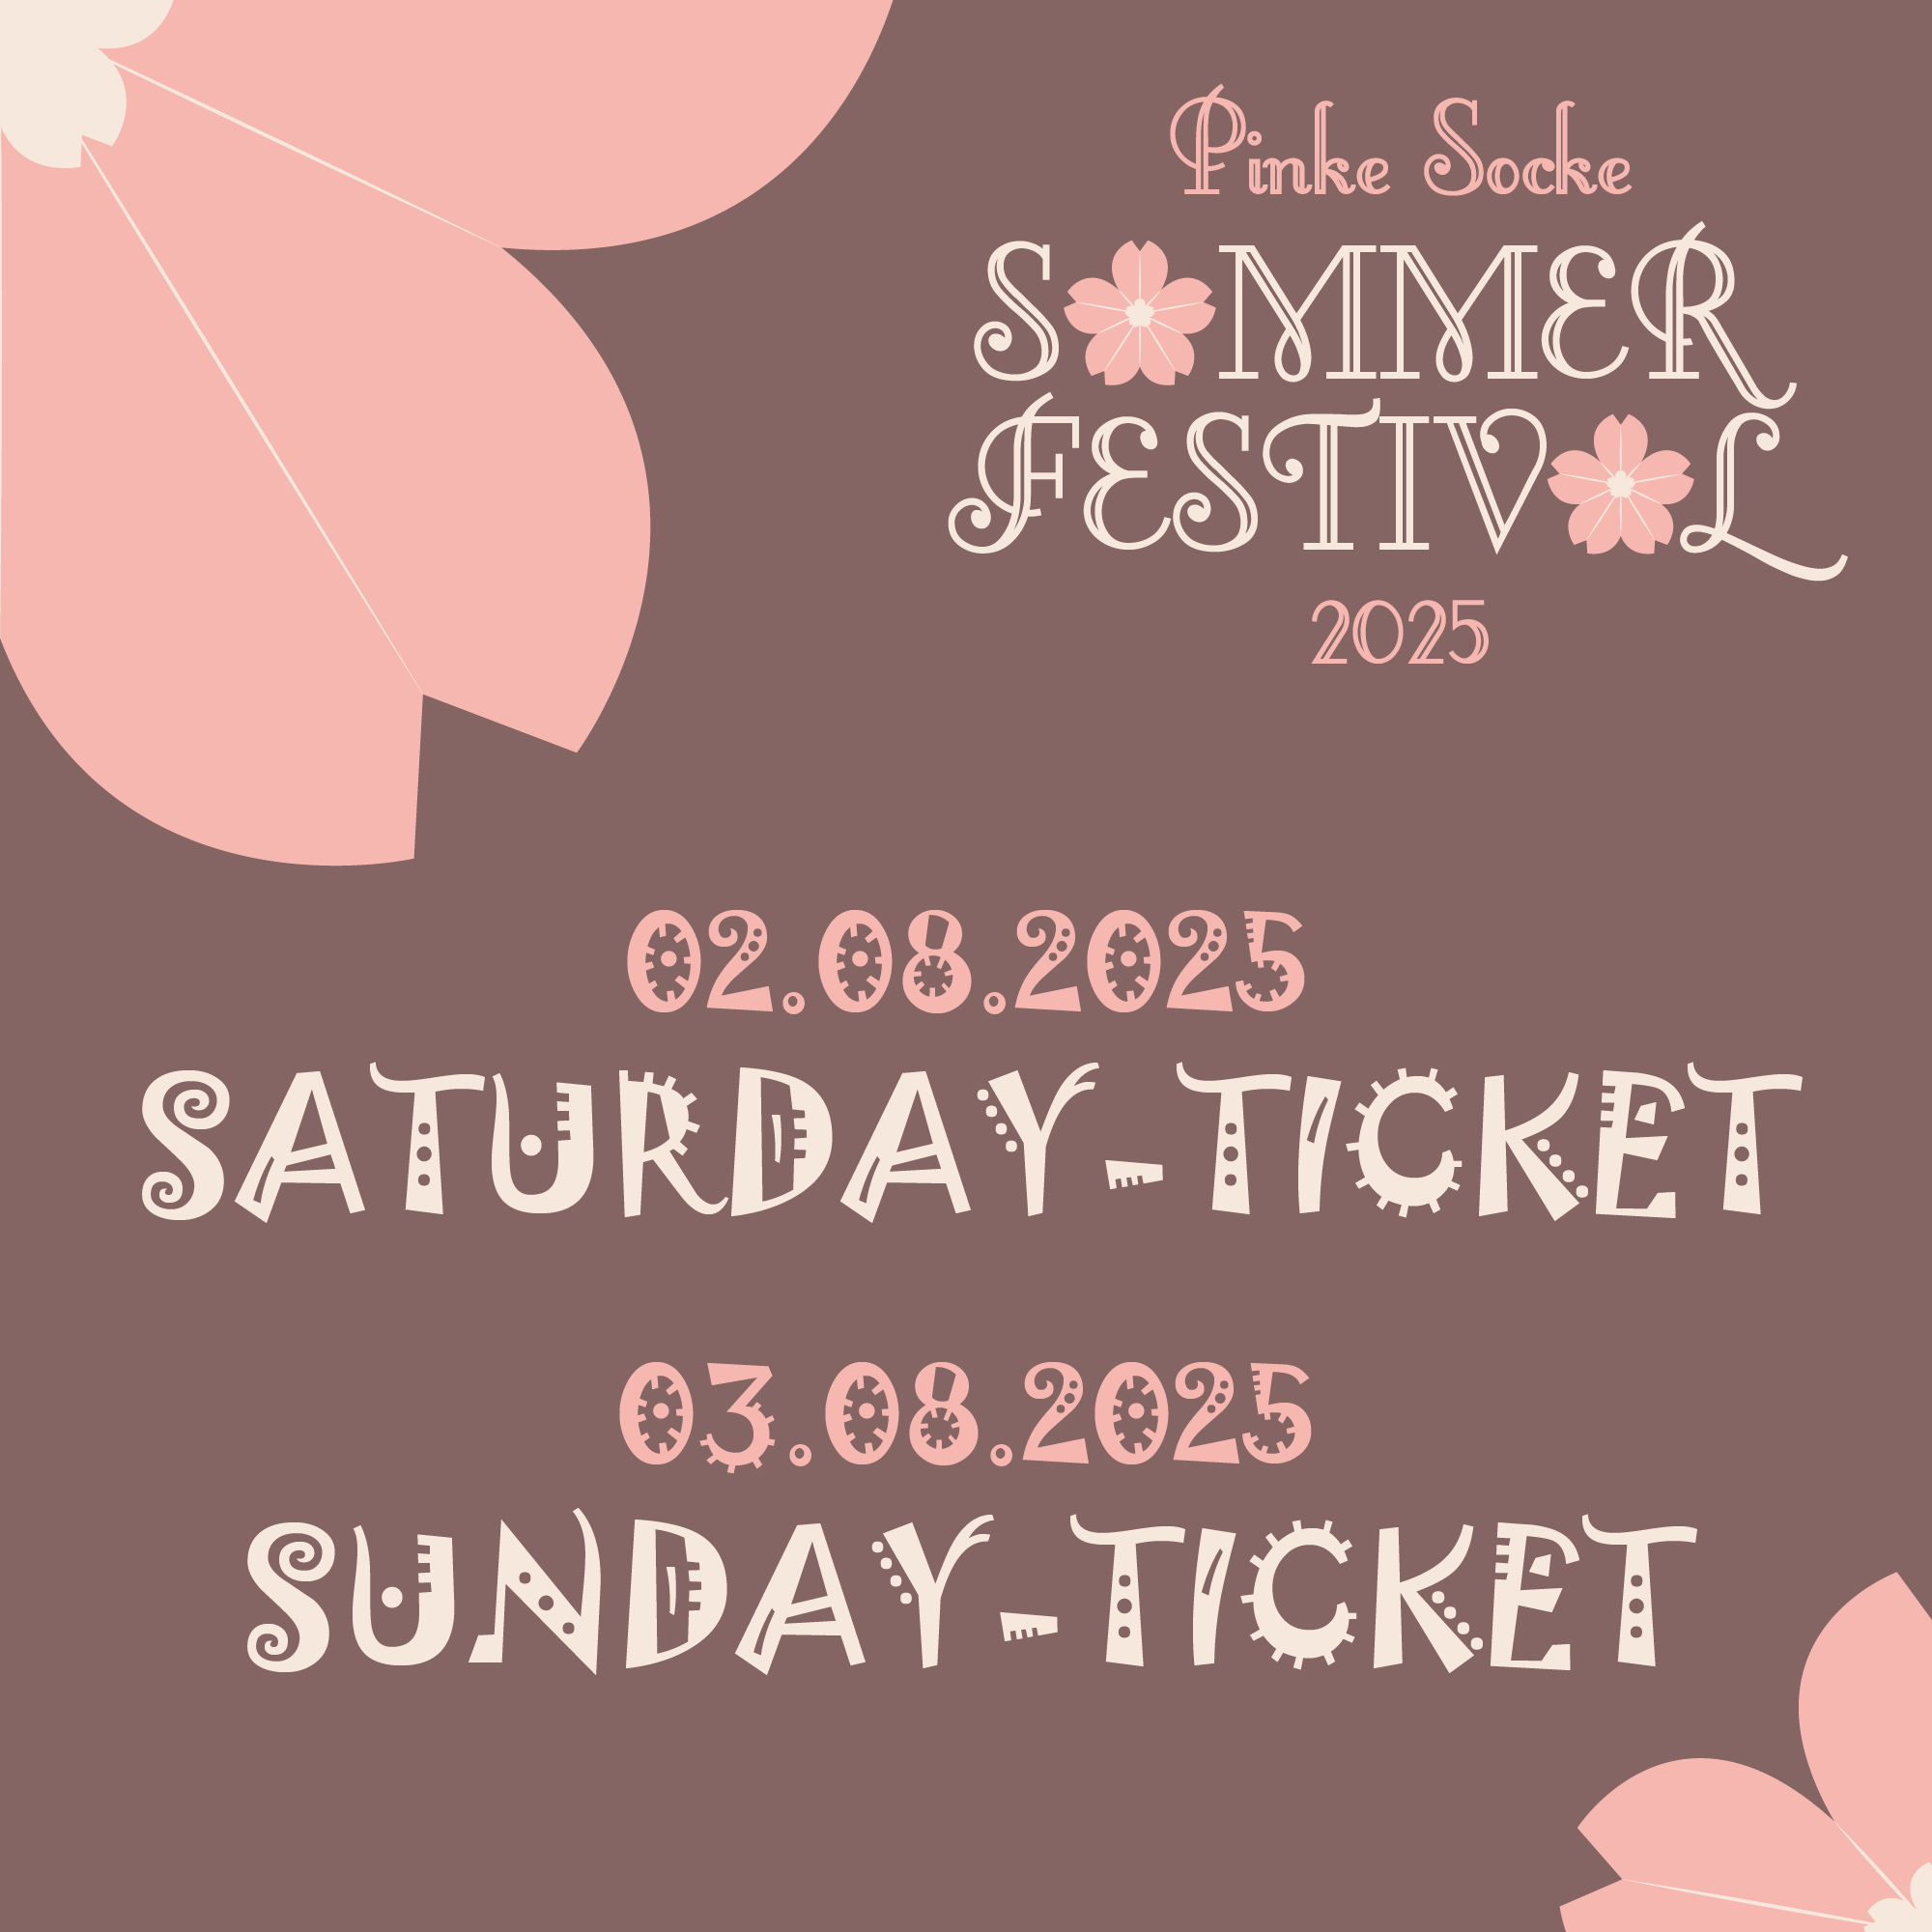 Pinke Socke
SOMMER
FESTIVAL
2025
02.08.2025
SATURDAY-TICKET
03.08.2025
SUNDAY-TICKET